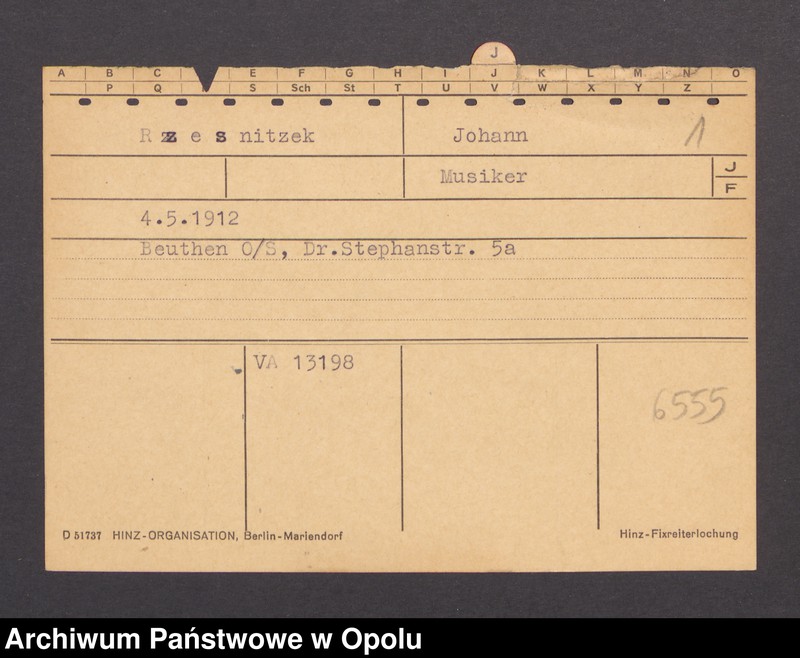 J
A B C E F G H I J K L M N O
P Q S Sch St T U V W X Y Z
Rzesnitzek Johann 1
Musiker J
F
4.5.1912
Beuthen O/S, Dr.Stephanstr. 5a
VA 13198
6555
D 51737 HINZ-ORGANISATION, Berlin-Mariendorf Hinz-Fixreiterlochung
Archiwum Państwowe w Opolu